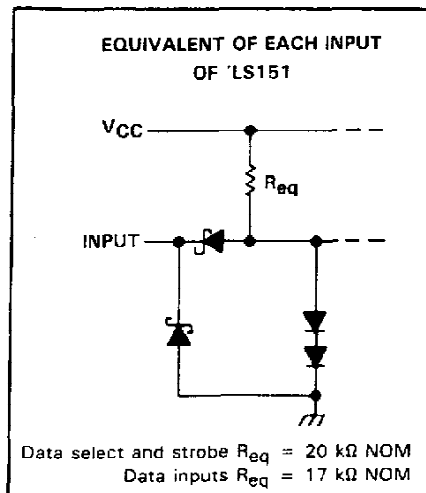 EQUIVALENT OF EACH INPUT
OF 'LS151
VCC
Req
INPUT
Data select and strobe Req = 20 kΩ NOM
Data inputs Req = 17 kΩ NOM